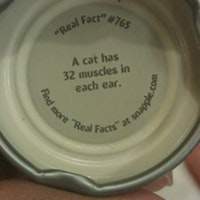 "Real Fact" #765
A cat has
32 muscles in
each ear.
Find more "Real Facts" at snapple.com